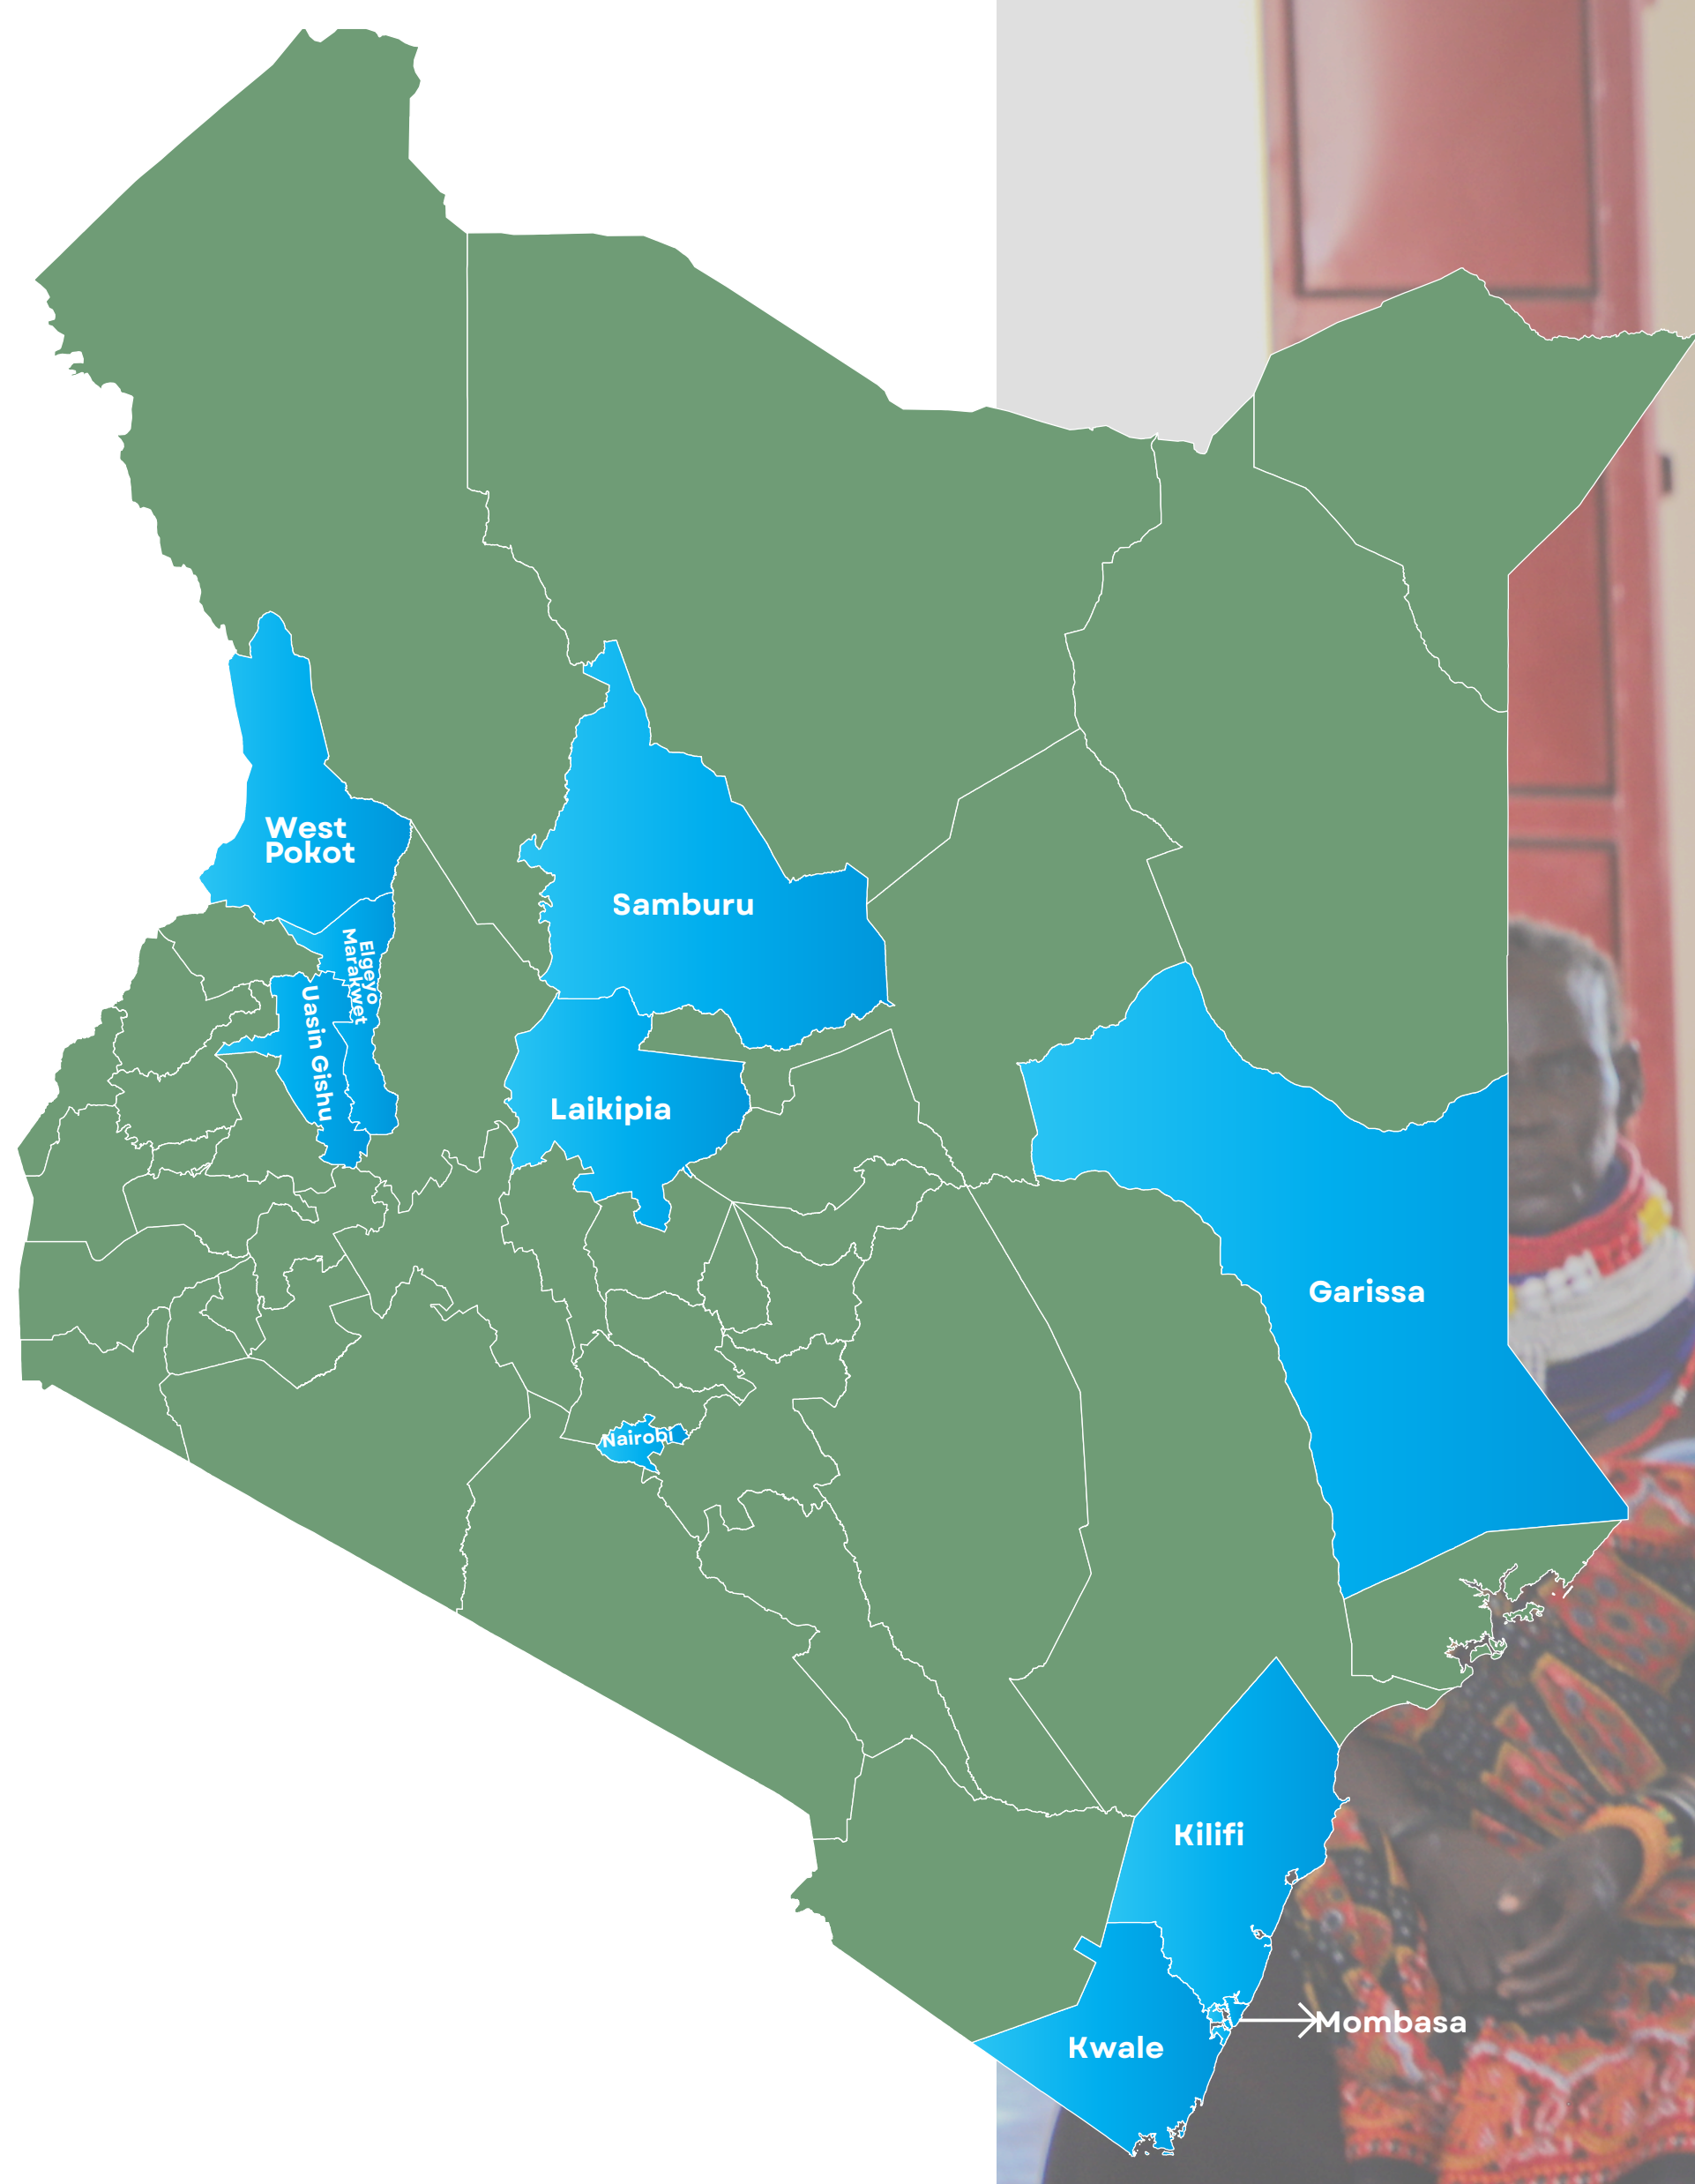 West
Pokot
Samburu
Elgeyo
Marakwet
Uasin Gishu
Laikipia
Garissa
Nairobi
Kilifi
Mombasa
Kwale